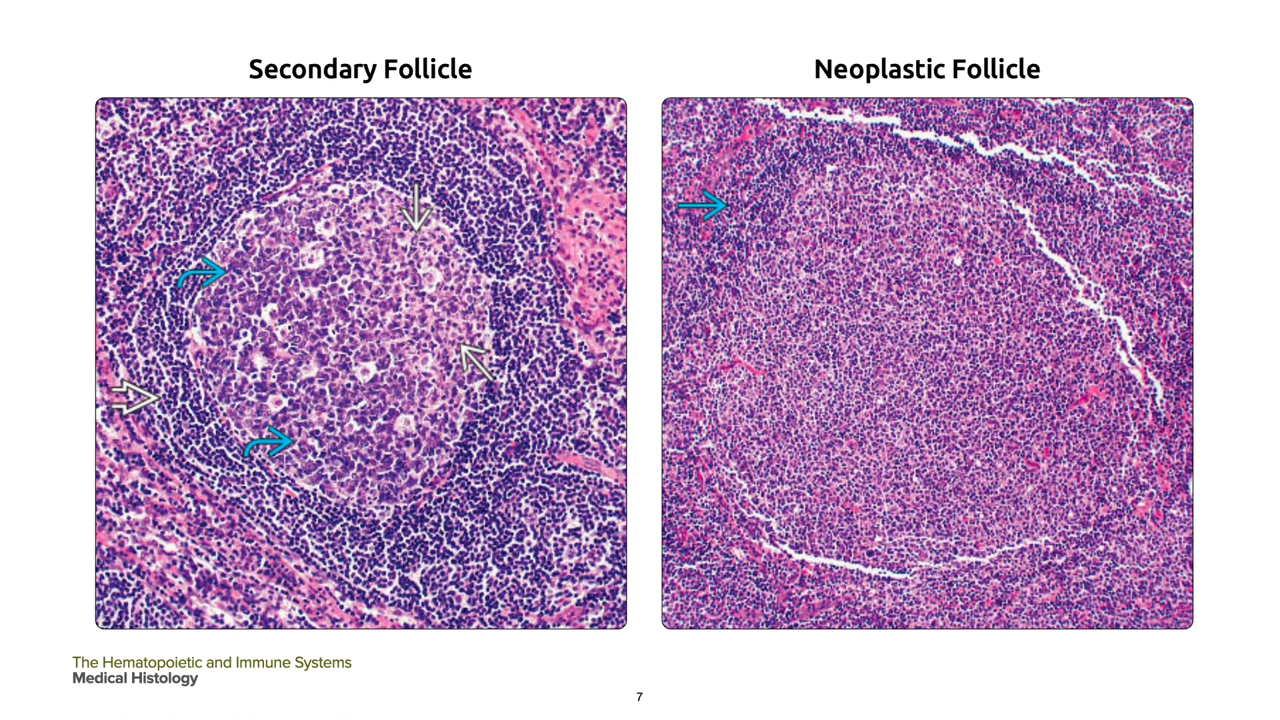 Secondary Follicle
Neoplastic Follicle
The Hematopoietic and Immune Systems
Medical Histology
7